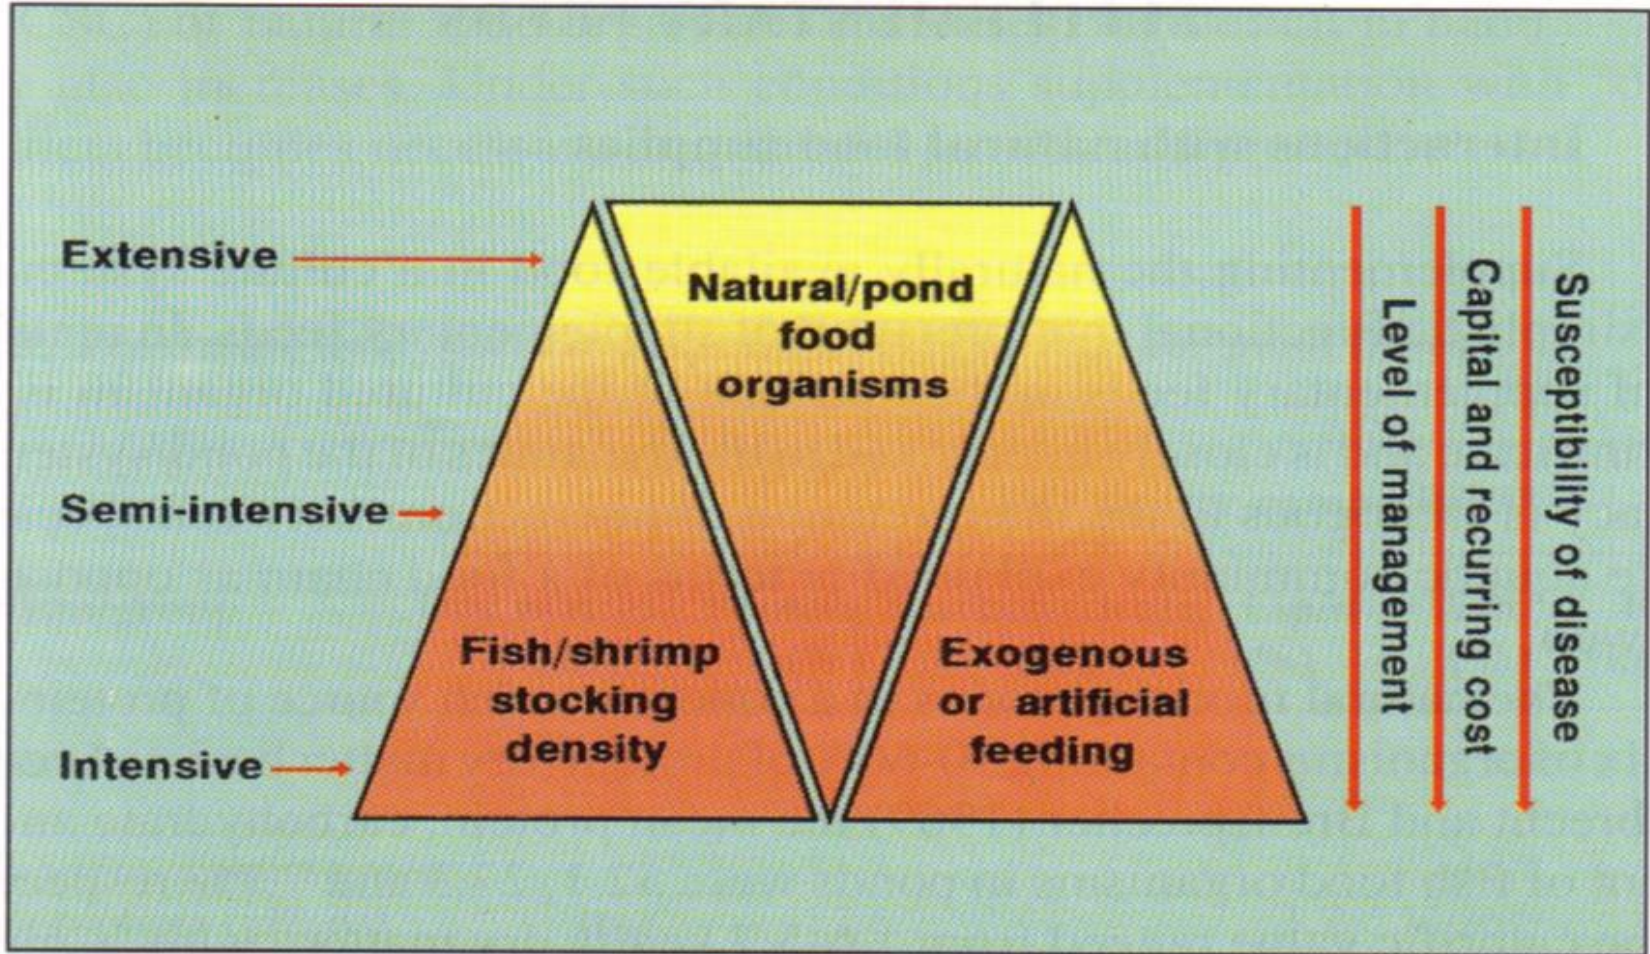 Extensive
Natural/pond
food
organisms
Semi-intensive
Fish/shrimp
stocking
density
Exogenous
or artificial
feeding
Intensive
Level of management
Capital and recurring cost
Susceptibility of disease